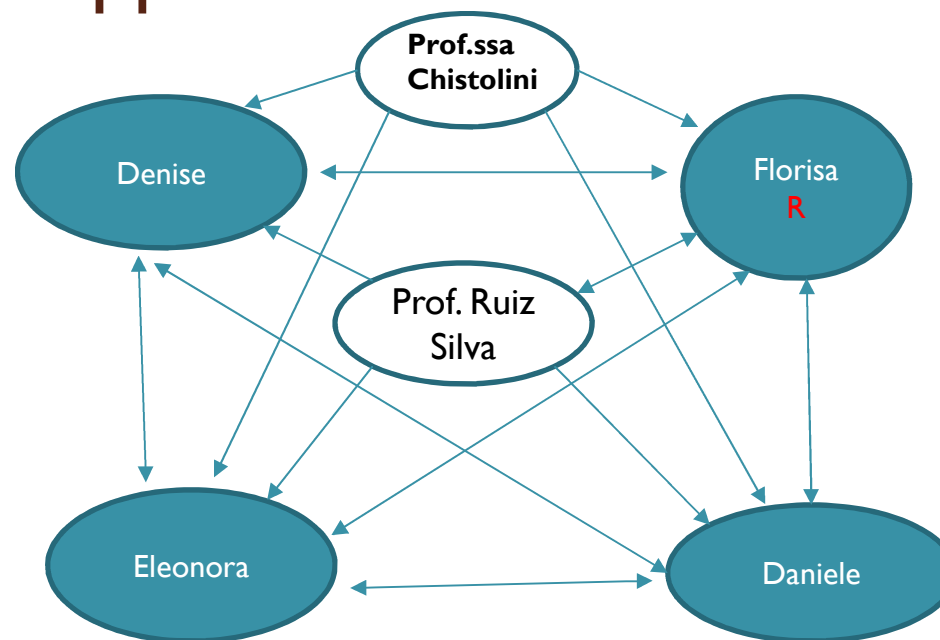 Prof.ssa
Chistolini
Denise
Florisa
R
Prof. Ruiz
Silva
Eleonora
Daniele